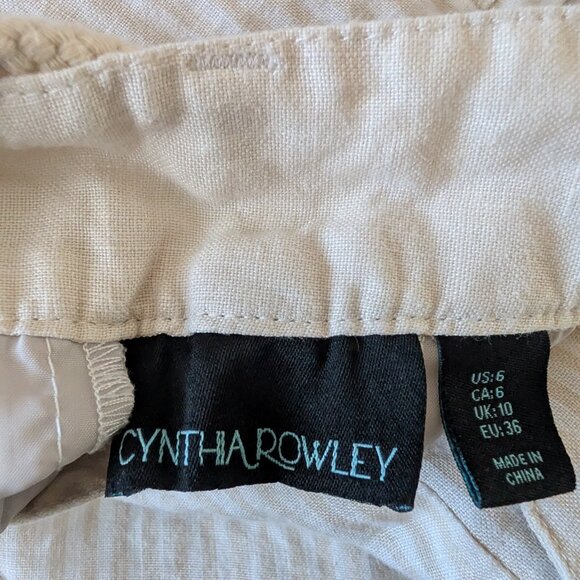 CYNTHIA ROWLEY
US: 6
CA: 6
UK: 10
EU: 36
MADE IN
CHINA